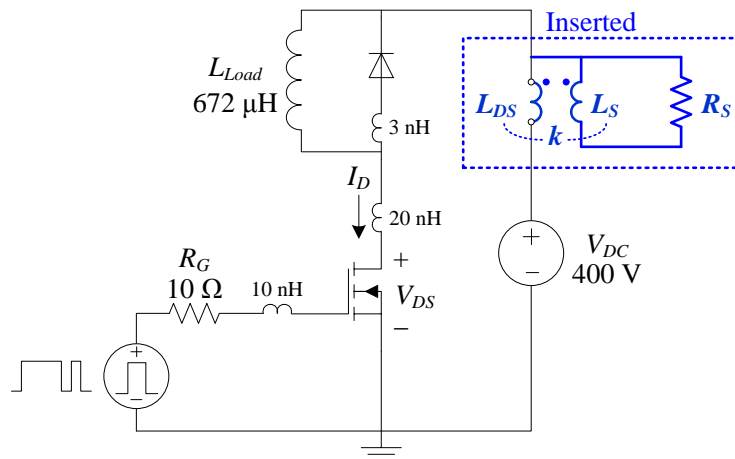 Inserted
L_Load
672 μH
3 nH
L_DS
L_S
R_S
k
I_D
20 nH
R_G
10 Ω
10 nH
+
V_DS
−
+
−
V_DC
400 V
+
−